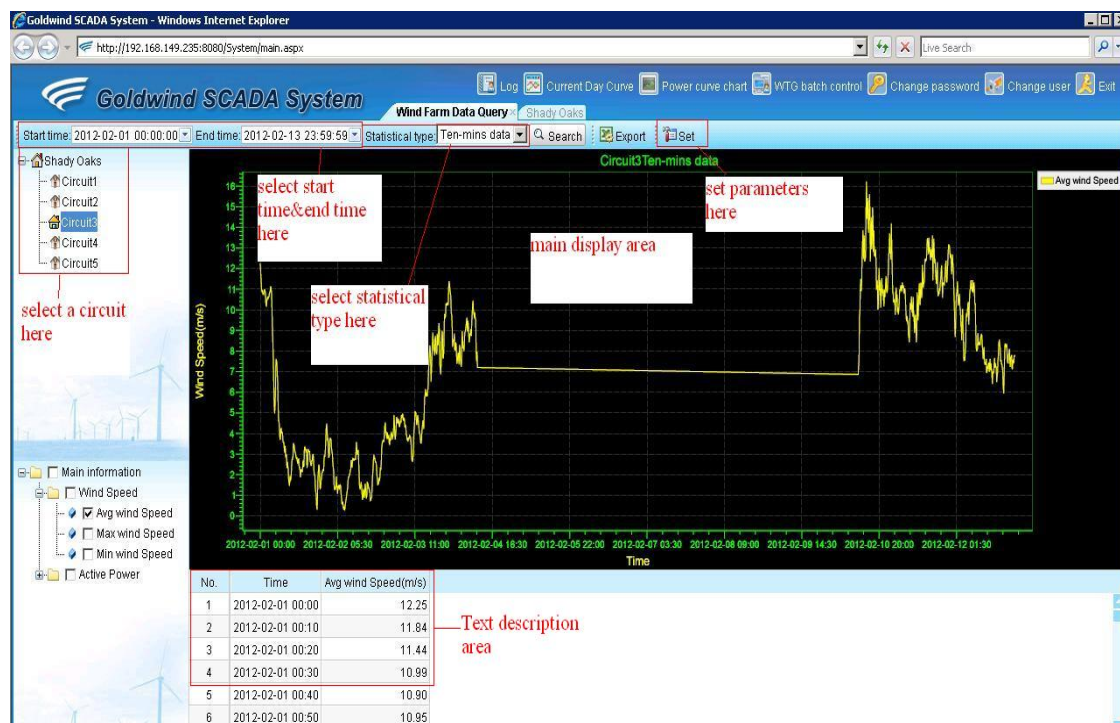 Goldwind SCADA System - Windows Internet Explorer
http://192.168.149.235:8080/System/main.aspx
Live Search
Goldwind SCADA System
Log
Current Day Curve
Power curve chart
WTG batch control
Change password
Change user
Exit
Wind Farm Data Query
Shady Oaks
Start time: 2012-02-01 00:00:00
End time: 2012-02-13 23:59:59
Statistical type: Ten-mins data
Search
Export
Set
Shady Oaks
Circuit1
Circuit2
Circuit3
Circuit4
Circuit5
select a circuit
here
Main information
Wind Speed
Avg wind Speed
Max wind Speed
Min wind Speed
Active Power
Circuit3Ten-mins data
Avg wind Speed
select start
time&end time
here
select statistical
type here
main display area
set parameters
here
Wind Speed(m/s)
16
15
14
13
12
11
10
9
8
7
6
5
4
3
2
1
0
2012-02-01 00:00 2012-02-02 05:30 2012-02-03 11:00 2012-02-04 16:30 2012-02-05 22:00 2012-02-07 03:30 2012-02-08 09:00 2012-02-09 14:30 2012-02-10 20:00 2012-02-12 01:30
Time
No. Time Avg wind Speed(m/s)
1 2012-02-01 00:00 12.25
2 2012-02-01 00:10 11.84
3 2012-02-01 00:20 11.44
4 2012-02-01 00:30 10.99
5 2012-02-01 00:40 10.90
6 2012-02-01 00:50 10.95
Text description
area